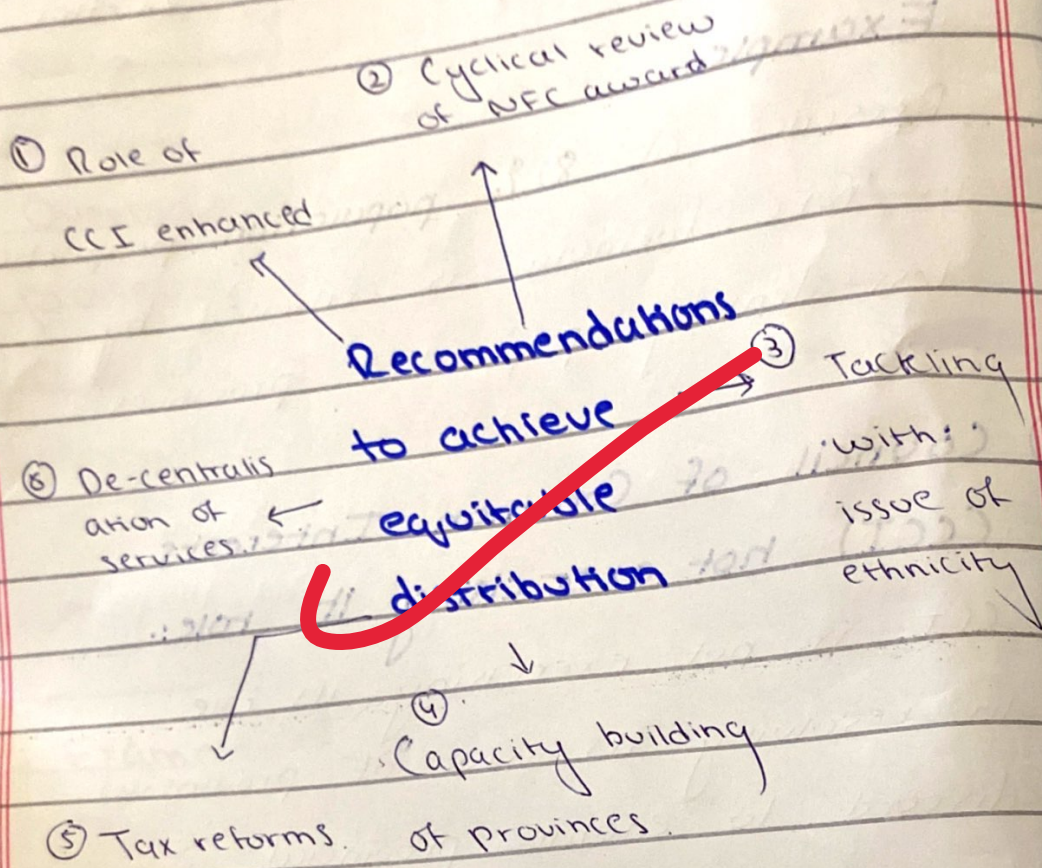 ② Cyclical review
of NFC award
① Role of
CCI enhanced
Recommendations
to achieve
equitable
distribution
③ Tackling
with
issue of
ethnicity
⑥ De-centralis
ation of
services.
④
Capacity building
of provinces.
⑤ Tax reforms.